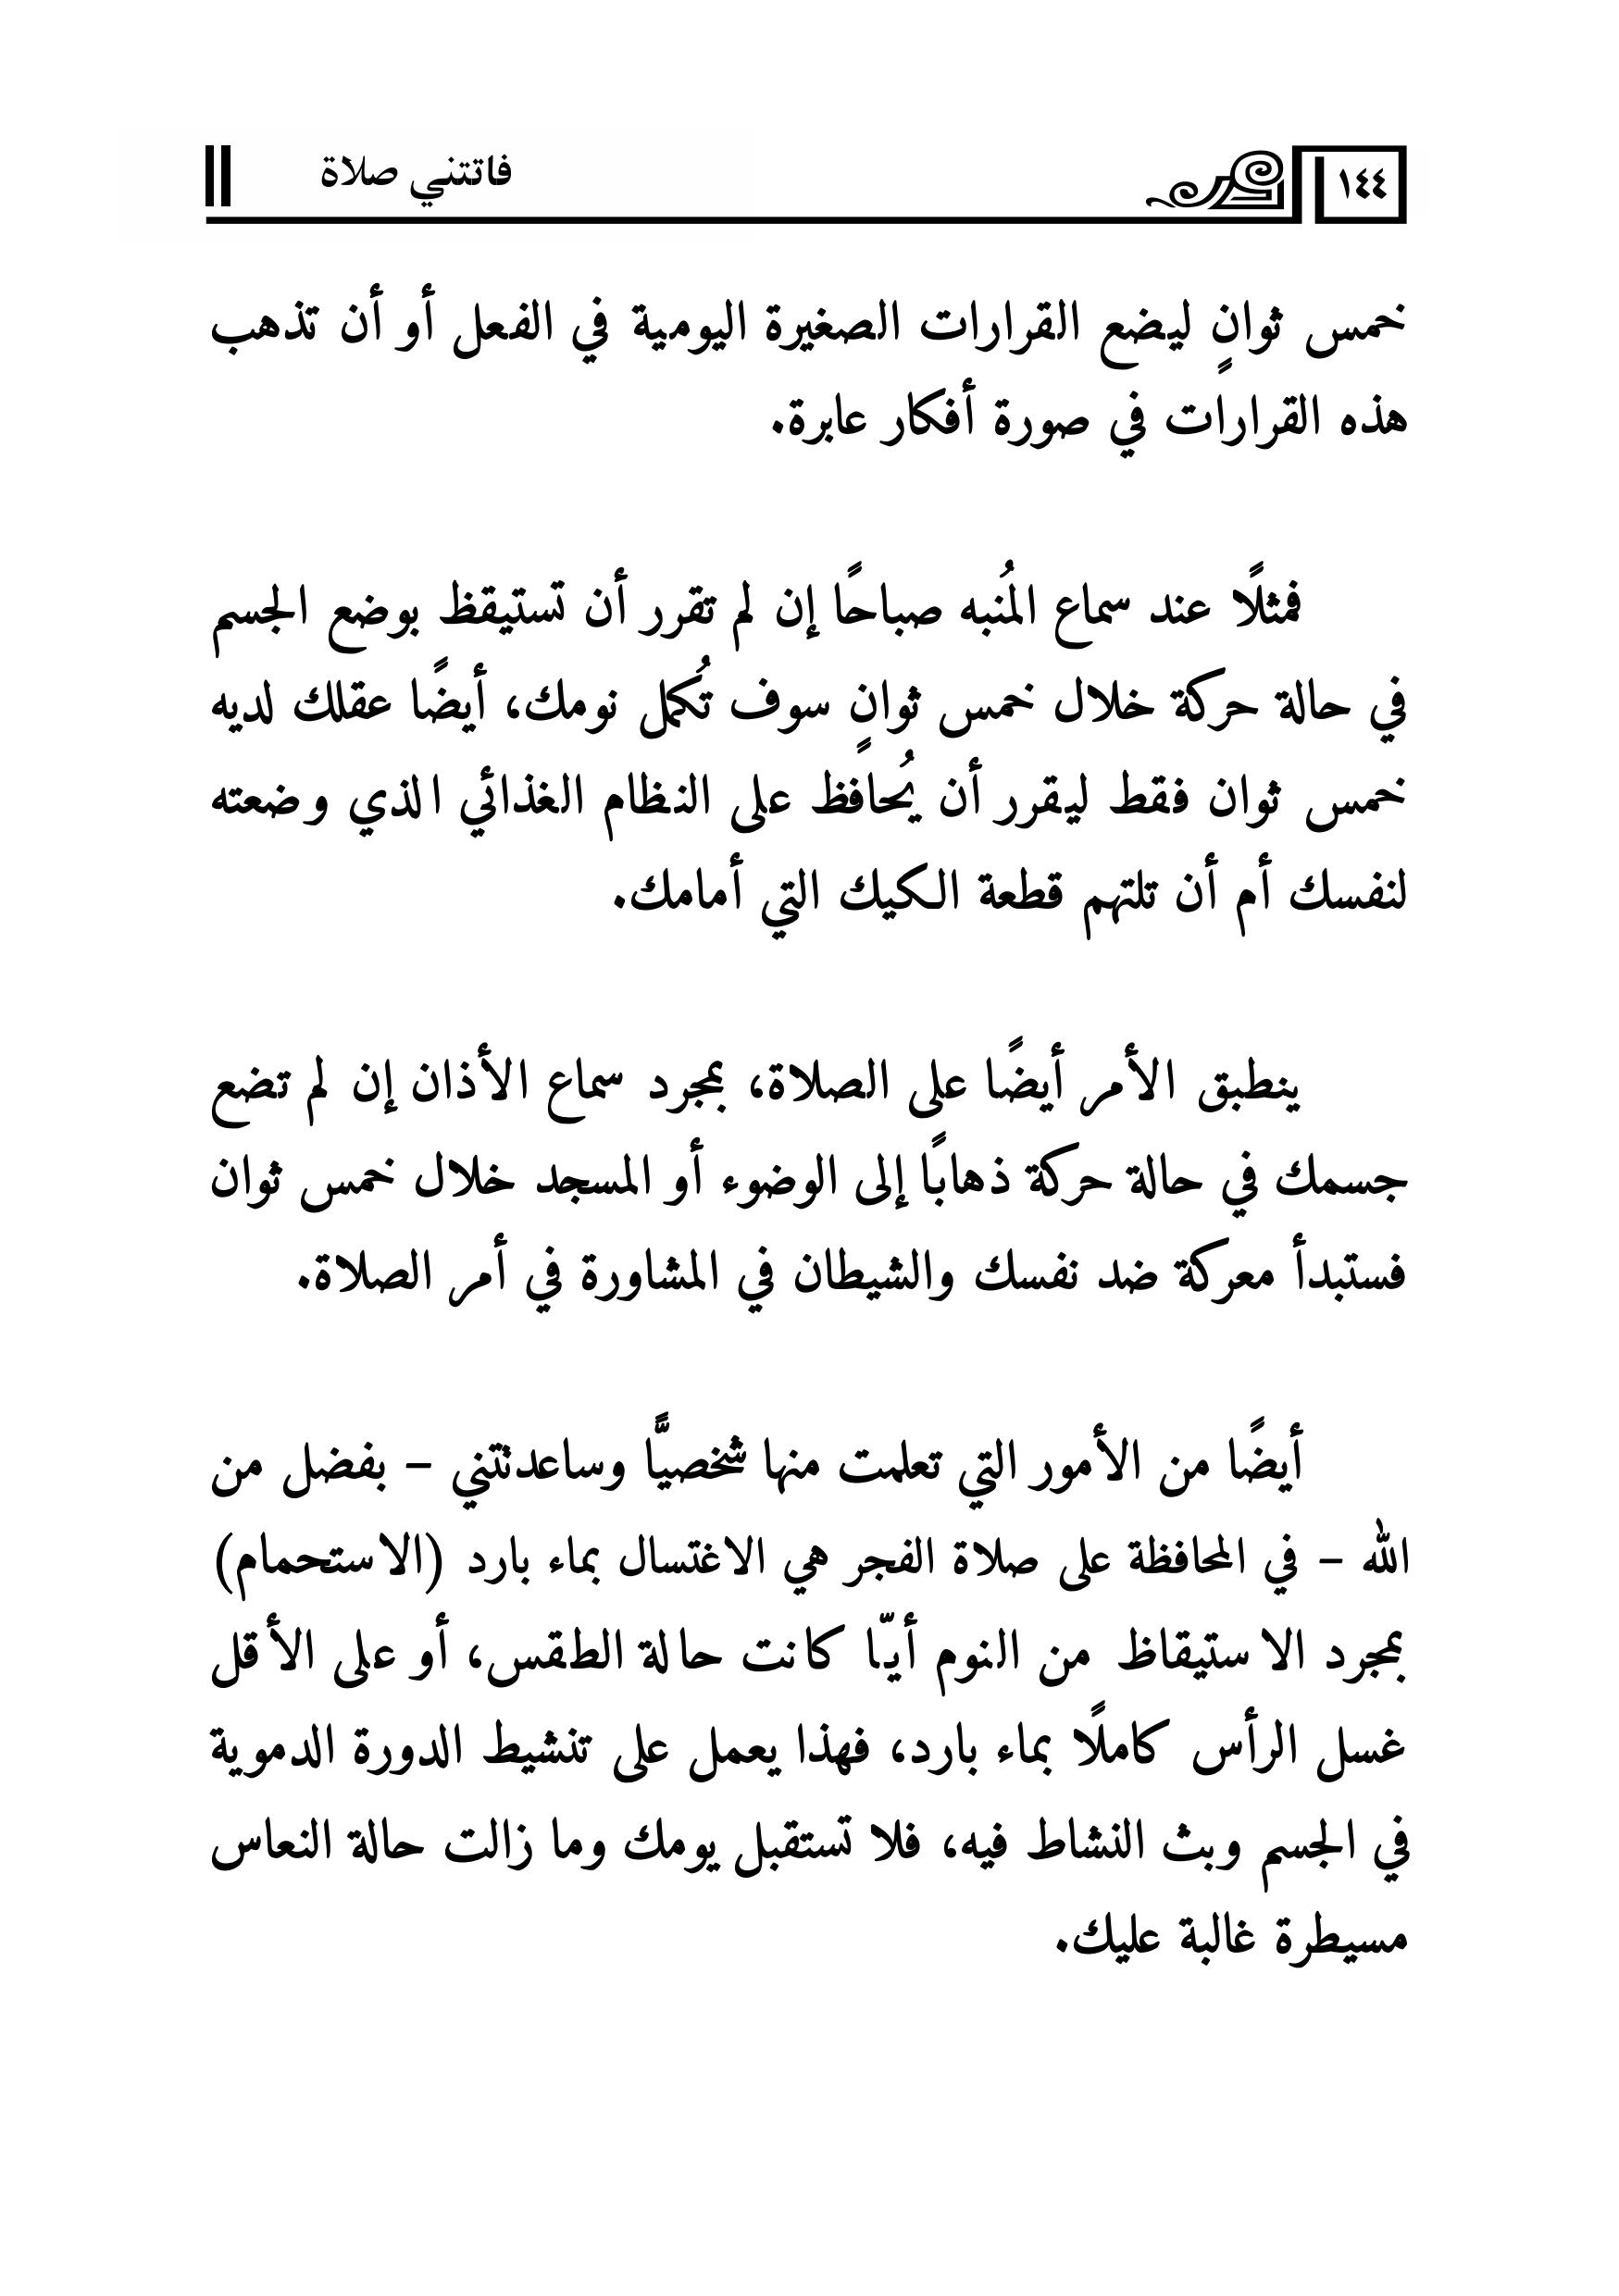 ١٤٤
فاتتني صلاة
خمس ثوانٍ ليضع القرارات الصغيرة اليومية في الفعل أو أن تذهب
هذه القرارات في صورة أفكار عابرة.
فمثلًا عند سماع المُنبه صباحًا إن لم تقرر أن تستيقظ بوضع الجسم
في حالة حركة خلال خمس ثوانٍ سوف تُكمل نومك، أيضًا عقلك لديه
خمس ثوان فقط ليقرر أن يُحافظ على النظام الغذائي الذي وضعته
لنفسك أم أن تلتهم قطعة الكيك التي أمامك.
ينطبق الأمر أيضًا على الصلاة، بمجرد سماع الأذان إن لم تضع
جسمك في حالة حركة ذهابًا إلى الوضوء أو المسجد خلال خمس ثوان
فستبدأ معركة ضد نفسك والشيطان في المشاورة في أمر الصلاة.
أيضًا من الأمور التي تعلمت منها شخصيًّا وساعدتني – بفضل من
الله – في المحافظة على صلاة الفجر هي الاغتسال بماء بارد (الاستحمام)
بمجرد الاستيقاظ من النوم أيّا كانت حالة الطقس، أو على الأقل
غسل الرأس كاملًا بماء بارد، فهذا يعمل على تنشيط الدورة الدموية
في الجسم وبث النشاط فيه، فلا تستقبل يومك وما زالت حالة النعاس
مسيطرة غالبة عليك.